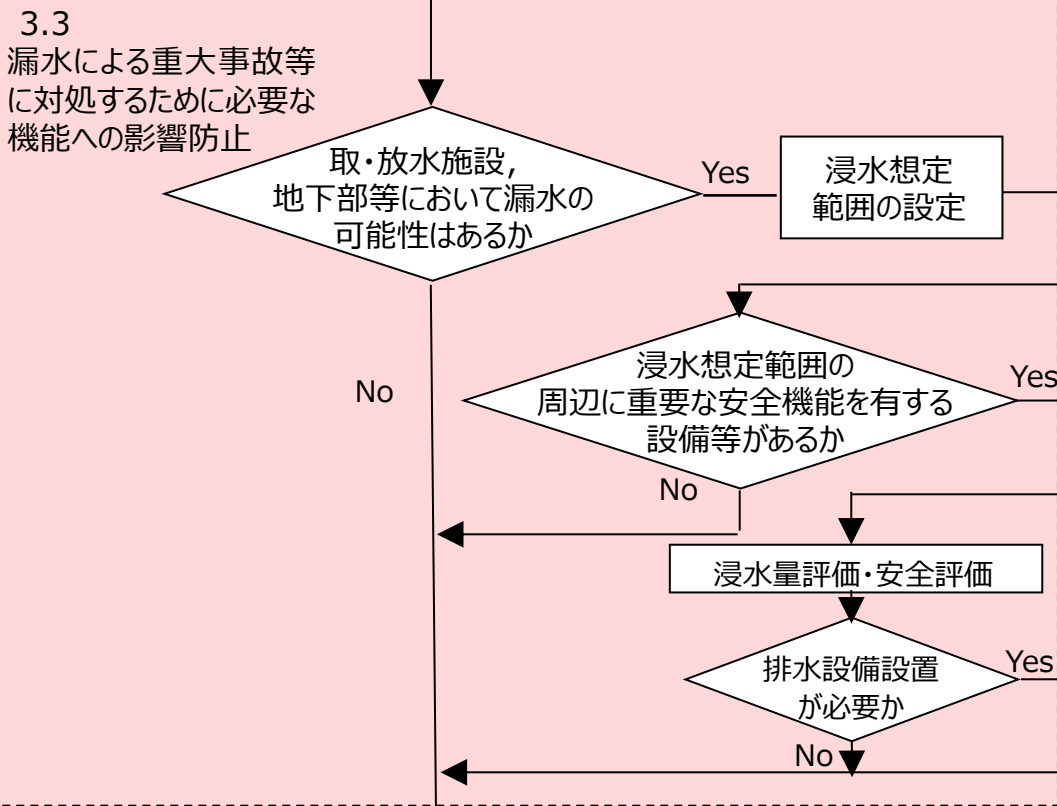 3.3
漏水による重大事故等
に対処するために必要な
機能への影響防止
取・放水施設,
地下部等において漏水の
可能性はあるか
Yes
浸水想定
範囲の設定
No
浸水想定範囲の
周辺に重要な安全機能を有する
設備等があるか
Yes
No
浸水量評価・安全評価
排水設備設置
が必要か
Yes
No